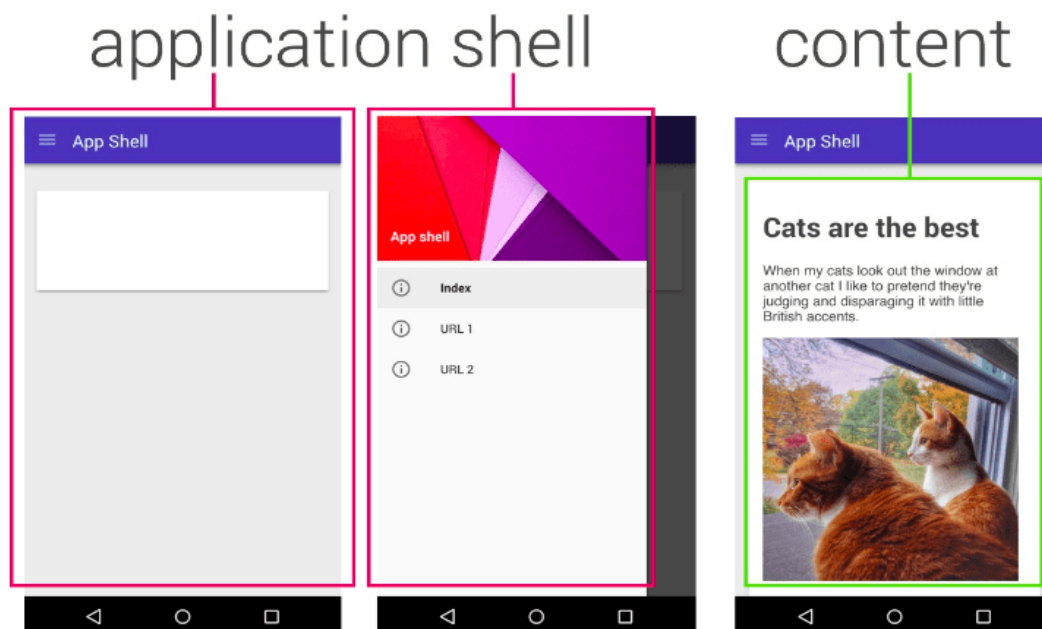 application shell
content
App Shell
App shell
Index
URL 1
URL 2
App Shell
Cats are the best
When my cats look out the window at
another cat I like to pretend they're
judging and disparaging it with little
British accents.